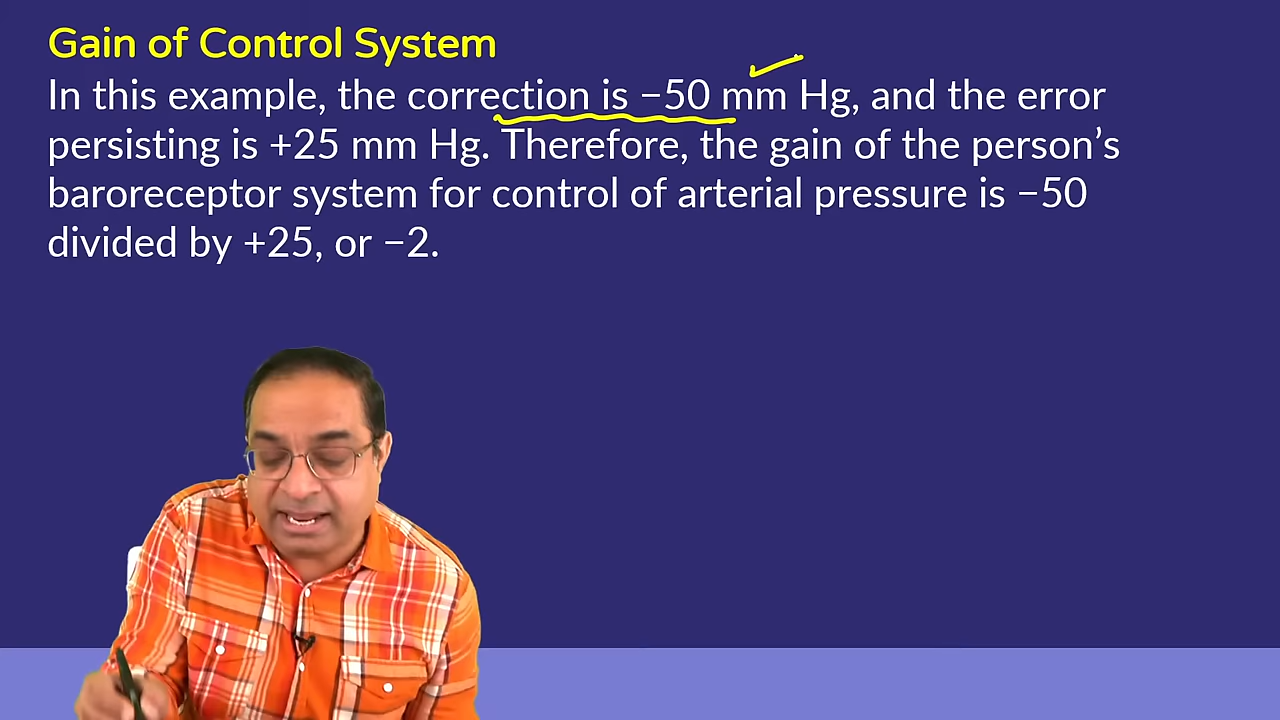 Gain of Control System
In this example, the correction is −50 mm Hg, and the error
persisting is +25 mm Hg. Therefore, the gain of the person’s
baroreceptor system for control of arterial pressure is −50
divided by +25, or −2.